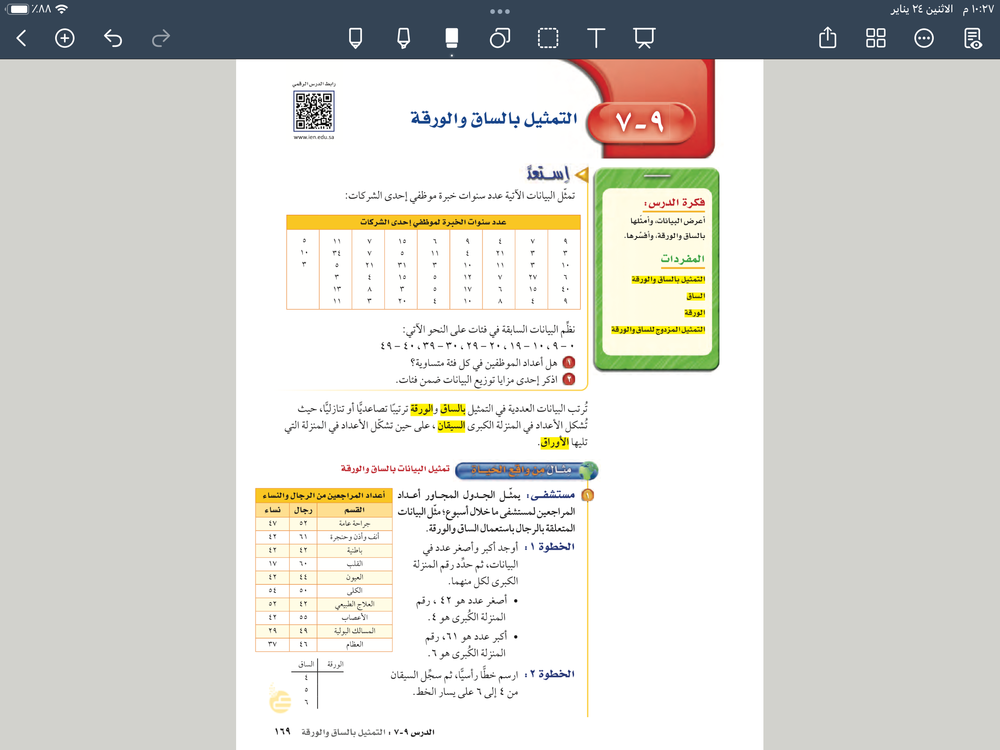 ١٠:٢٧ م الاثنين ٢٤ يناير
٨٨٪
رابط الدرس الرقمي
www.ien.edu.sa
٩-٧
التمثيل بالساق والورقة
فكرة الدرس:
أعرض البيانات، وأمثّلها
بالساق والورقة، وأفسّرها.
المفردات
التمثيل بالساق والورقة
الساق
الورقة
التمثيل المزدوج للساق والورقة
اِستعدَّ
تمثّل البيانات الآتية عدد سنوات خبرة موظفي إحدى الشركات:
عدد سنوات الخبرة لموظفي إحدى الشركات
٩ ٧ ٤ ٩ ٦ ١٥ ٧ ١١ ٥
٣ ٣ ٢١ ٤ ١١ ٥ ٧ ٣٤ ١٠
١٠ ٣ ١١ ١٠ ٣ ٣١ ٢١ ٥ ٣
٦ ٢٧ ٧ ١٢ ٥ ١٥ ٤ ٣
٤٠ ١٥ ٦ ١٧ ٥ ٣ ٨ ١٣
٩ ٤ ٨ ١٠ ٤ ٢٠ ٣ ١١
نظِّم البيانات السابقة في فئات على النحو الآتي:
٠ – ٩ ، ١٠ – ١٩ ، ٢٠ – ٢٩ ، ٣٠ – ٣٩ ، ٤٠ – ٤٩
١ هل أعداد الموظفين في كل فئة متساوية؟
٢ اذكر إحدى مزايا توزيع البيانات ضمن فئات.
تُرتب البيانات العددية في التمثيل بالساق والورقة ترتيبًا تصاعديًّا أو تنازليًّا، حيث
تُشكل الأعداد في المنزلة الكبرى السيقان ، على حين تشكّل الأعداد في المنزلة التي
تليها الأوراق.
مِثـالٌ مِن واقِع الحَيـاة تمثيل البيانات بالساق والورقة
١ مستشفـى: يمثّـل الجـدول المجـاور أعـداد
المراجعين لمستشفى ما خلال أسبوع؛ مثّل البيانات
المتعلقة بالرجال باستعمال الساق والورقة.
الخطوة ١: أوجد أكبر وأصغر عدد في
البيانات، ثم حدِّد رقم المنزلة
الكبرى لكل منهما.
• أصغر عدد هو ٤٢ ، رقم
المنزلة الكُبرى هو ٤.
• أكبر عدد هو ٦١، رقم
المنزلة الكُبرى هو ٦.
الخطوة ٢: ارسم خطًّا رأسيًّا، ثم سجِّل السيقان
من ٤ إلى ٦ على يسار الخط.
أعداد المراجعين من الرجال والنساء
القسم رجال نساء
جراحة عامة ٥٢ ٤٧
أنف وأذن وحنجرة ٦١ ٤٢
باطنية ٤٢ ٤٢
القلب ٦٠ ١٧
العيون ٤٤ ٤٢
الكلى ٥٠ ٥٤
العلاج الطبيعي ٤٢ ٥٢
الأعصاب ٥٥ ٤٢
المسالك البولية ٤٩ ٢٩
العظام ٤٦ ٣٧
الورقة الساق
٤
٥
٦
الدرس ٩-٧ : التمثيل بالساق والورقة ١٦٩